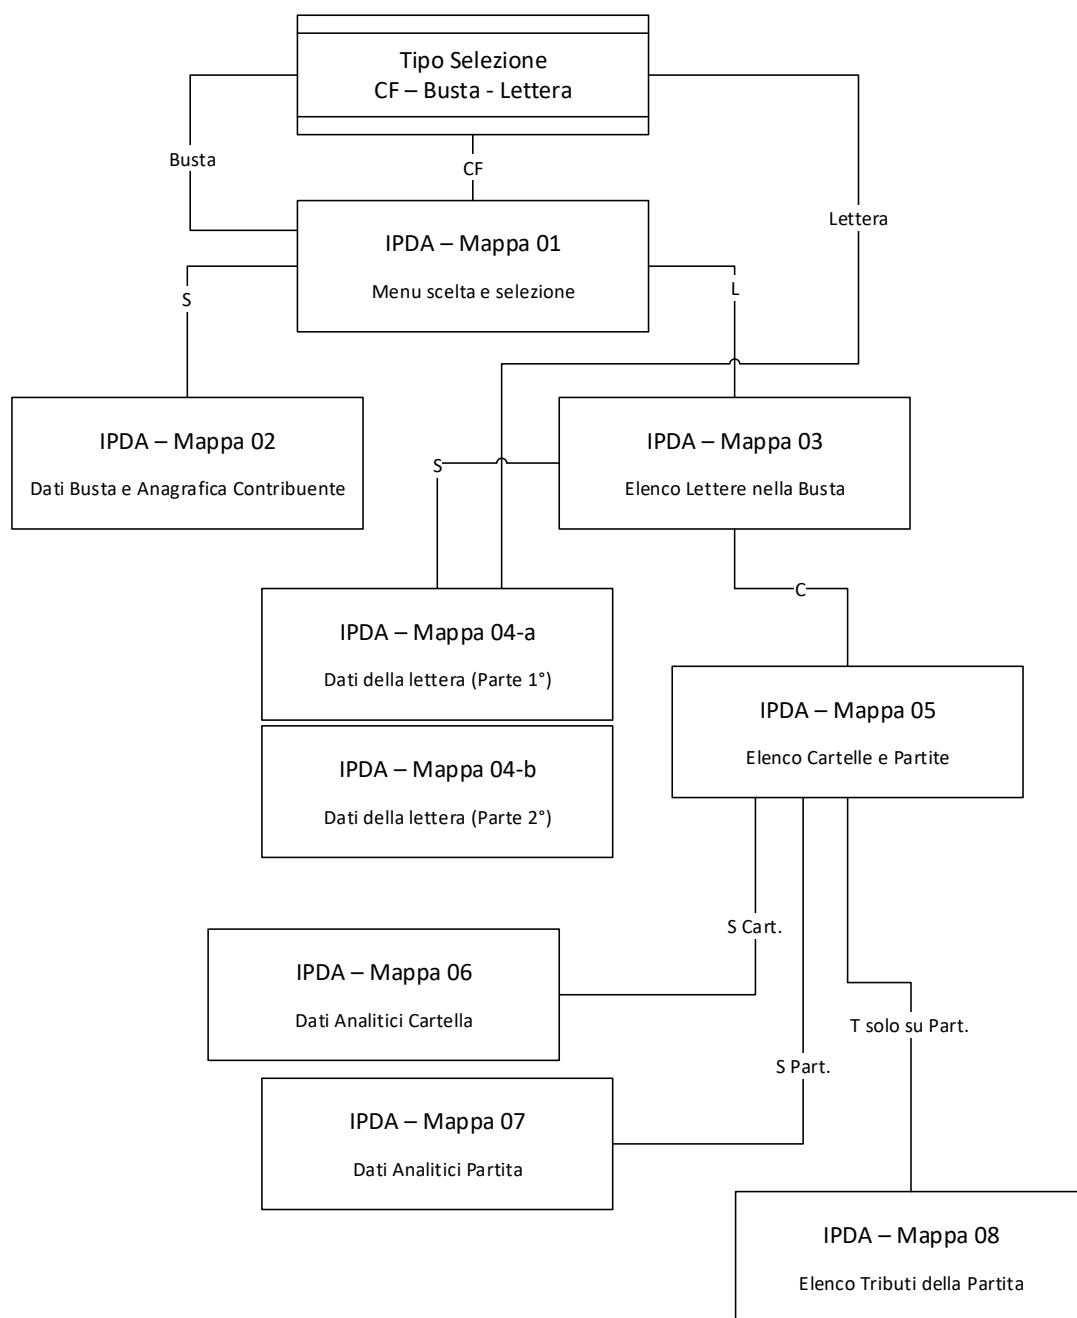 Tipo Selezione
CF – Busta - Lettera
Busta
CF
Lettera
IPDA – Mappa 01
Menu scelta e selezione
S
L
IPDA – Mappa 02
Dati Busta e Anagrafica Contribuente
IPDA – Mappa 03
Elenco Lettere nella Busta
S
C
IPDA – Mappa 04-a
Dati della lettera (Parte 1°)
IPDA – Mappa 04-b
Dati della lettera (Parte 2°)
IPDA – Mappa 05
Elenco Cartelle e Partite
S Cart.
IPDA – Mappa 06
Dati Analitici Cartella
T solo su Part.
S Part.
IPDA – Mappa 07
Dati Analitici Partita
IPDA – Mappa 08
Elenco Tributi della Partita